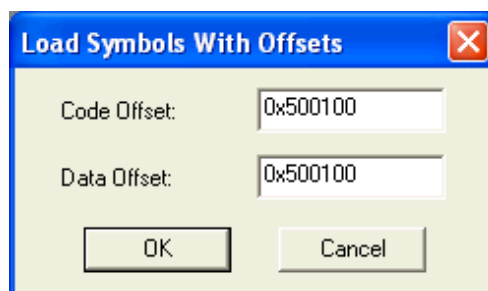 Load Symbols With Offsets
Code Offset: 0x500100
Data Offset: 0x500100
OK Cancel